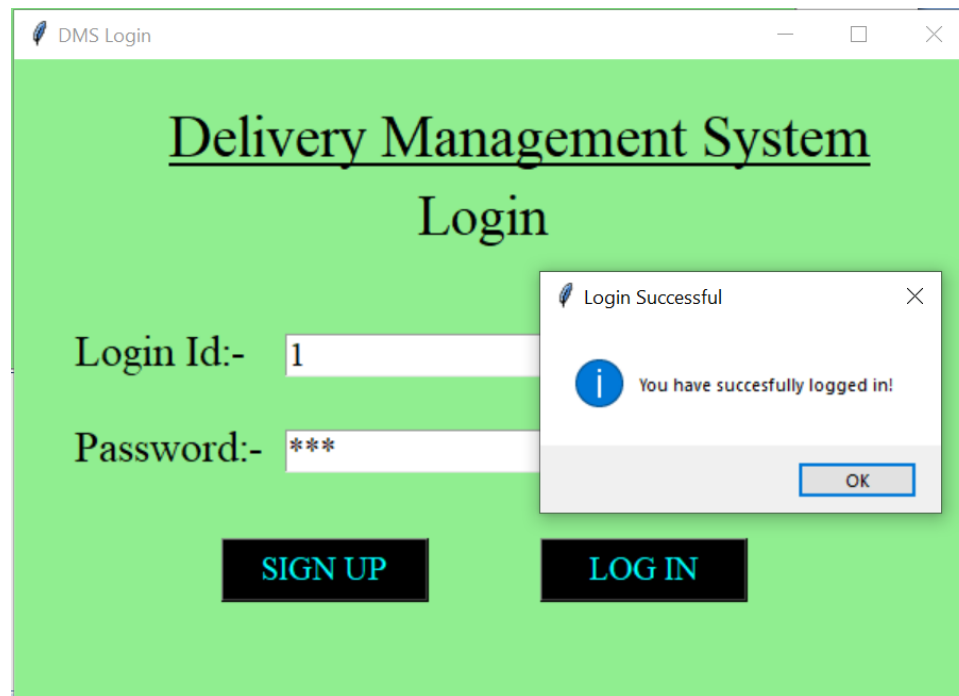 DMS Login
Delivery Management System
Login
Login Successful
Login Id:- 1
You have succesfully logged in!
Password:- ***
OK
SIGN UP LOG IN